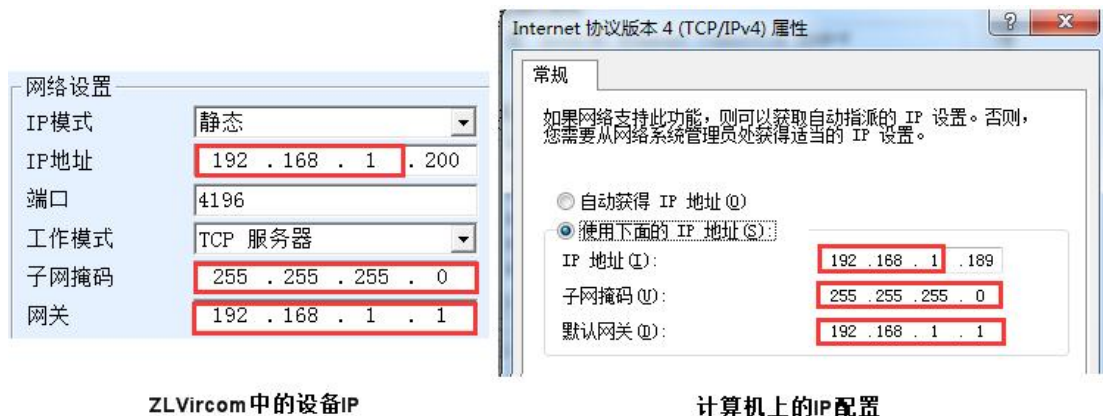 网络设置
IP模式 静态
IP地址 192 . 168 . 1 . 200
端口 4196
工作模式 TCP 服务器
子网掩码 255 . 255 . 255 . 0
网关 192 . 168 . 1 . 1
ZLVircom中的设备IP
Internet 协议版本 4 (TCP/IPv4) 属性
常规
如果网络支持此功能，则可以获取自动指派的 IP 设置。否则，
您需要从网络系统管理员处获得适当的 IP 设置。
自动获得 IP 地址(O)
使用下面的 IP 地址(S):
IP 地址(I): 192 .168 . 1 .189
子网掩码(U): 255 .255 .255 . 0
默认网关(D): 192 .168 . 1 . 1
计算机上的IP配置